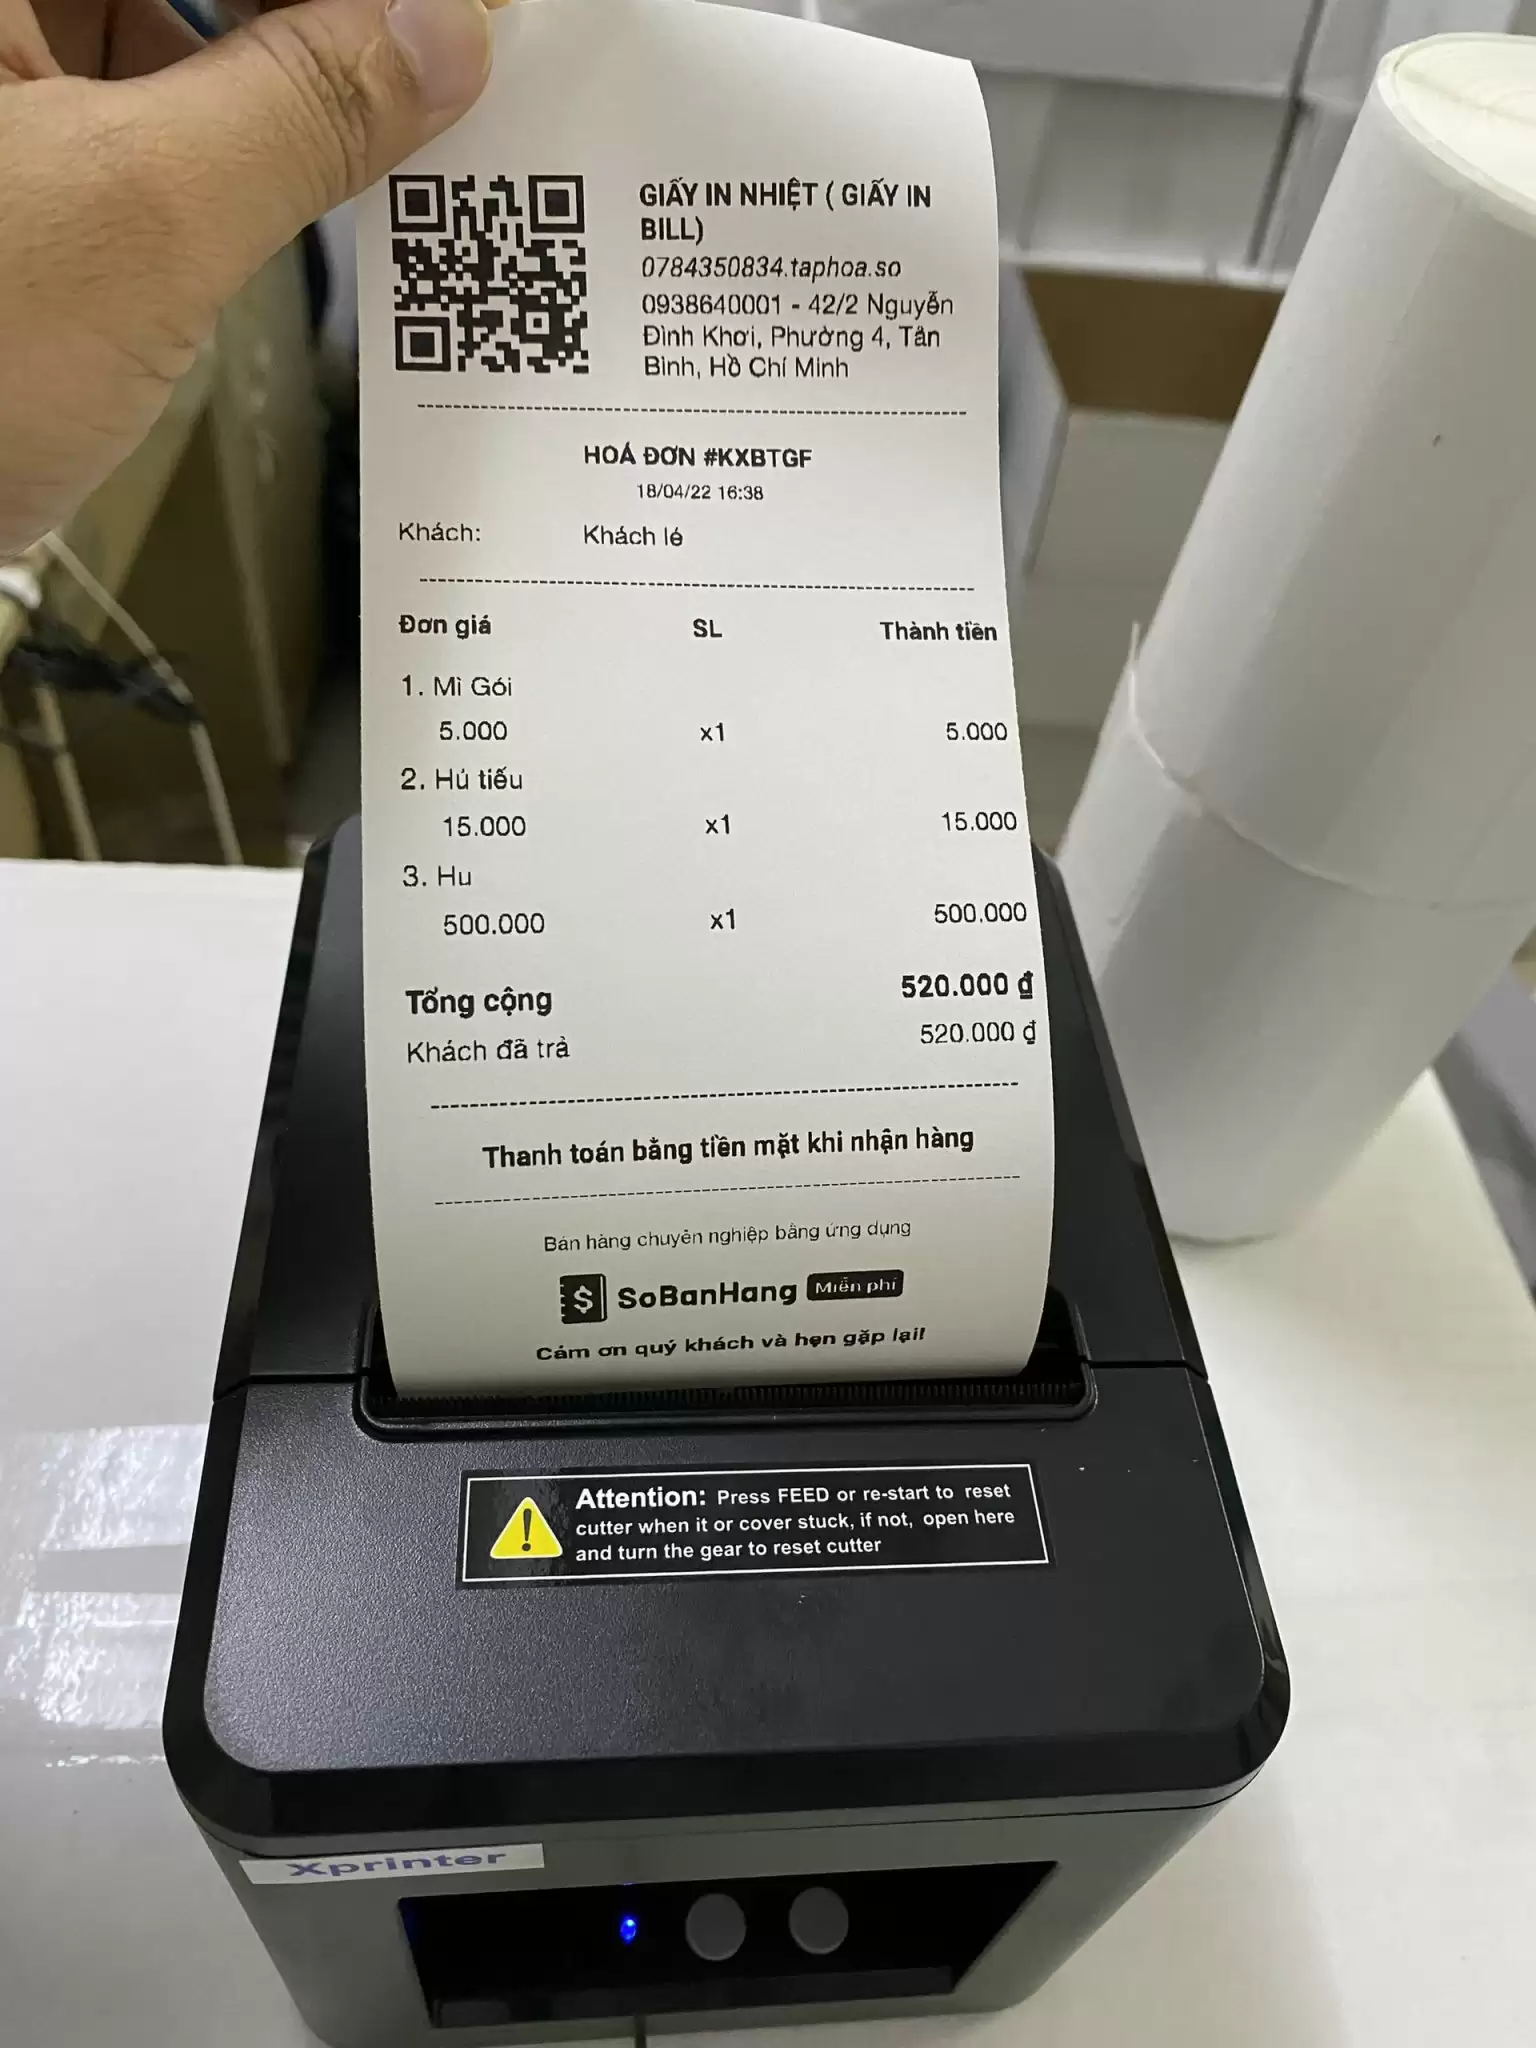 GIẤY IN NHIỆT ( GIẤY IN
BILL)
0784350834.taphoa.so
0938640001 - 42/2 Nguyễn
Đình Khơi, Phường 4, Tân
Bình, Hồ Chí Minh
HOÁ ĐƠN #KXBTGF
18/04/22 16:38
Khách: Khách lẻ
Đơn giá SL Thành tiền
1. Mì Gói
5.000 x1 5.000
2. Hủ tiếu
15.000 x1 15.000
3. Hu
500.000 x1 500.000
Tổng cộng 520.000 ₫
Khách đã trả 520.000 ₫
Thanh toán bằng tiền mặt khi nhận hàng
Bán hàng chuyên nghiệp bằng ứng dụng
SoBanHang Miễn phí
Cảm ơn quý khách và hẹn gặp lại!
Attention: Press FEED or re-start to reset
cutter when it or cover stuck, if not, open here
and turn the gear to reset cutter
Xprinter